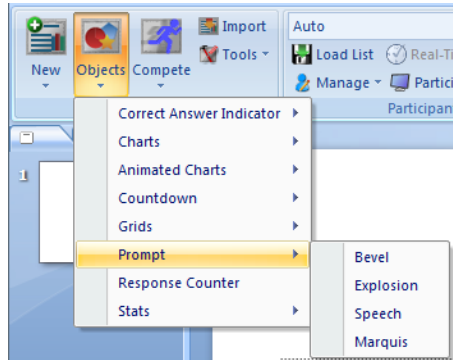 Import
Auto
Tools
Load List Real-Ti
New Objects Compete
Manage Partici
Participan
Correct Answer Indicator
Charts
1
Animated Charts
Countdown
Grids
Prompt
Bevel
Response Counter
Explosion
Stats
Speech
Marquis